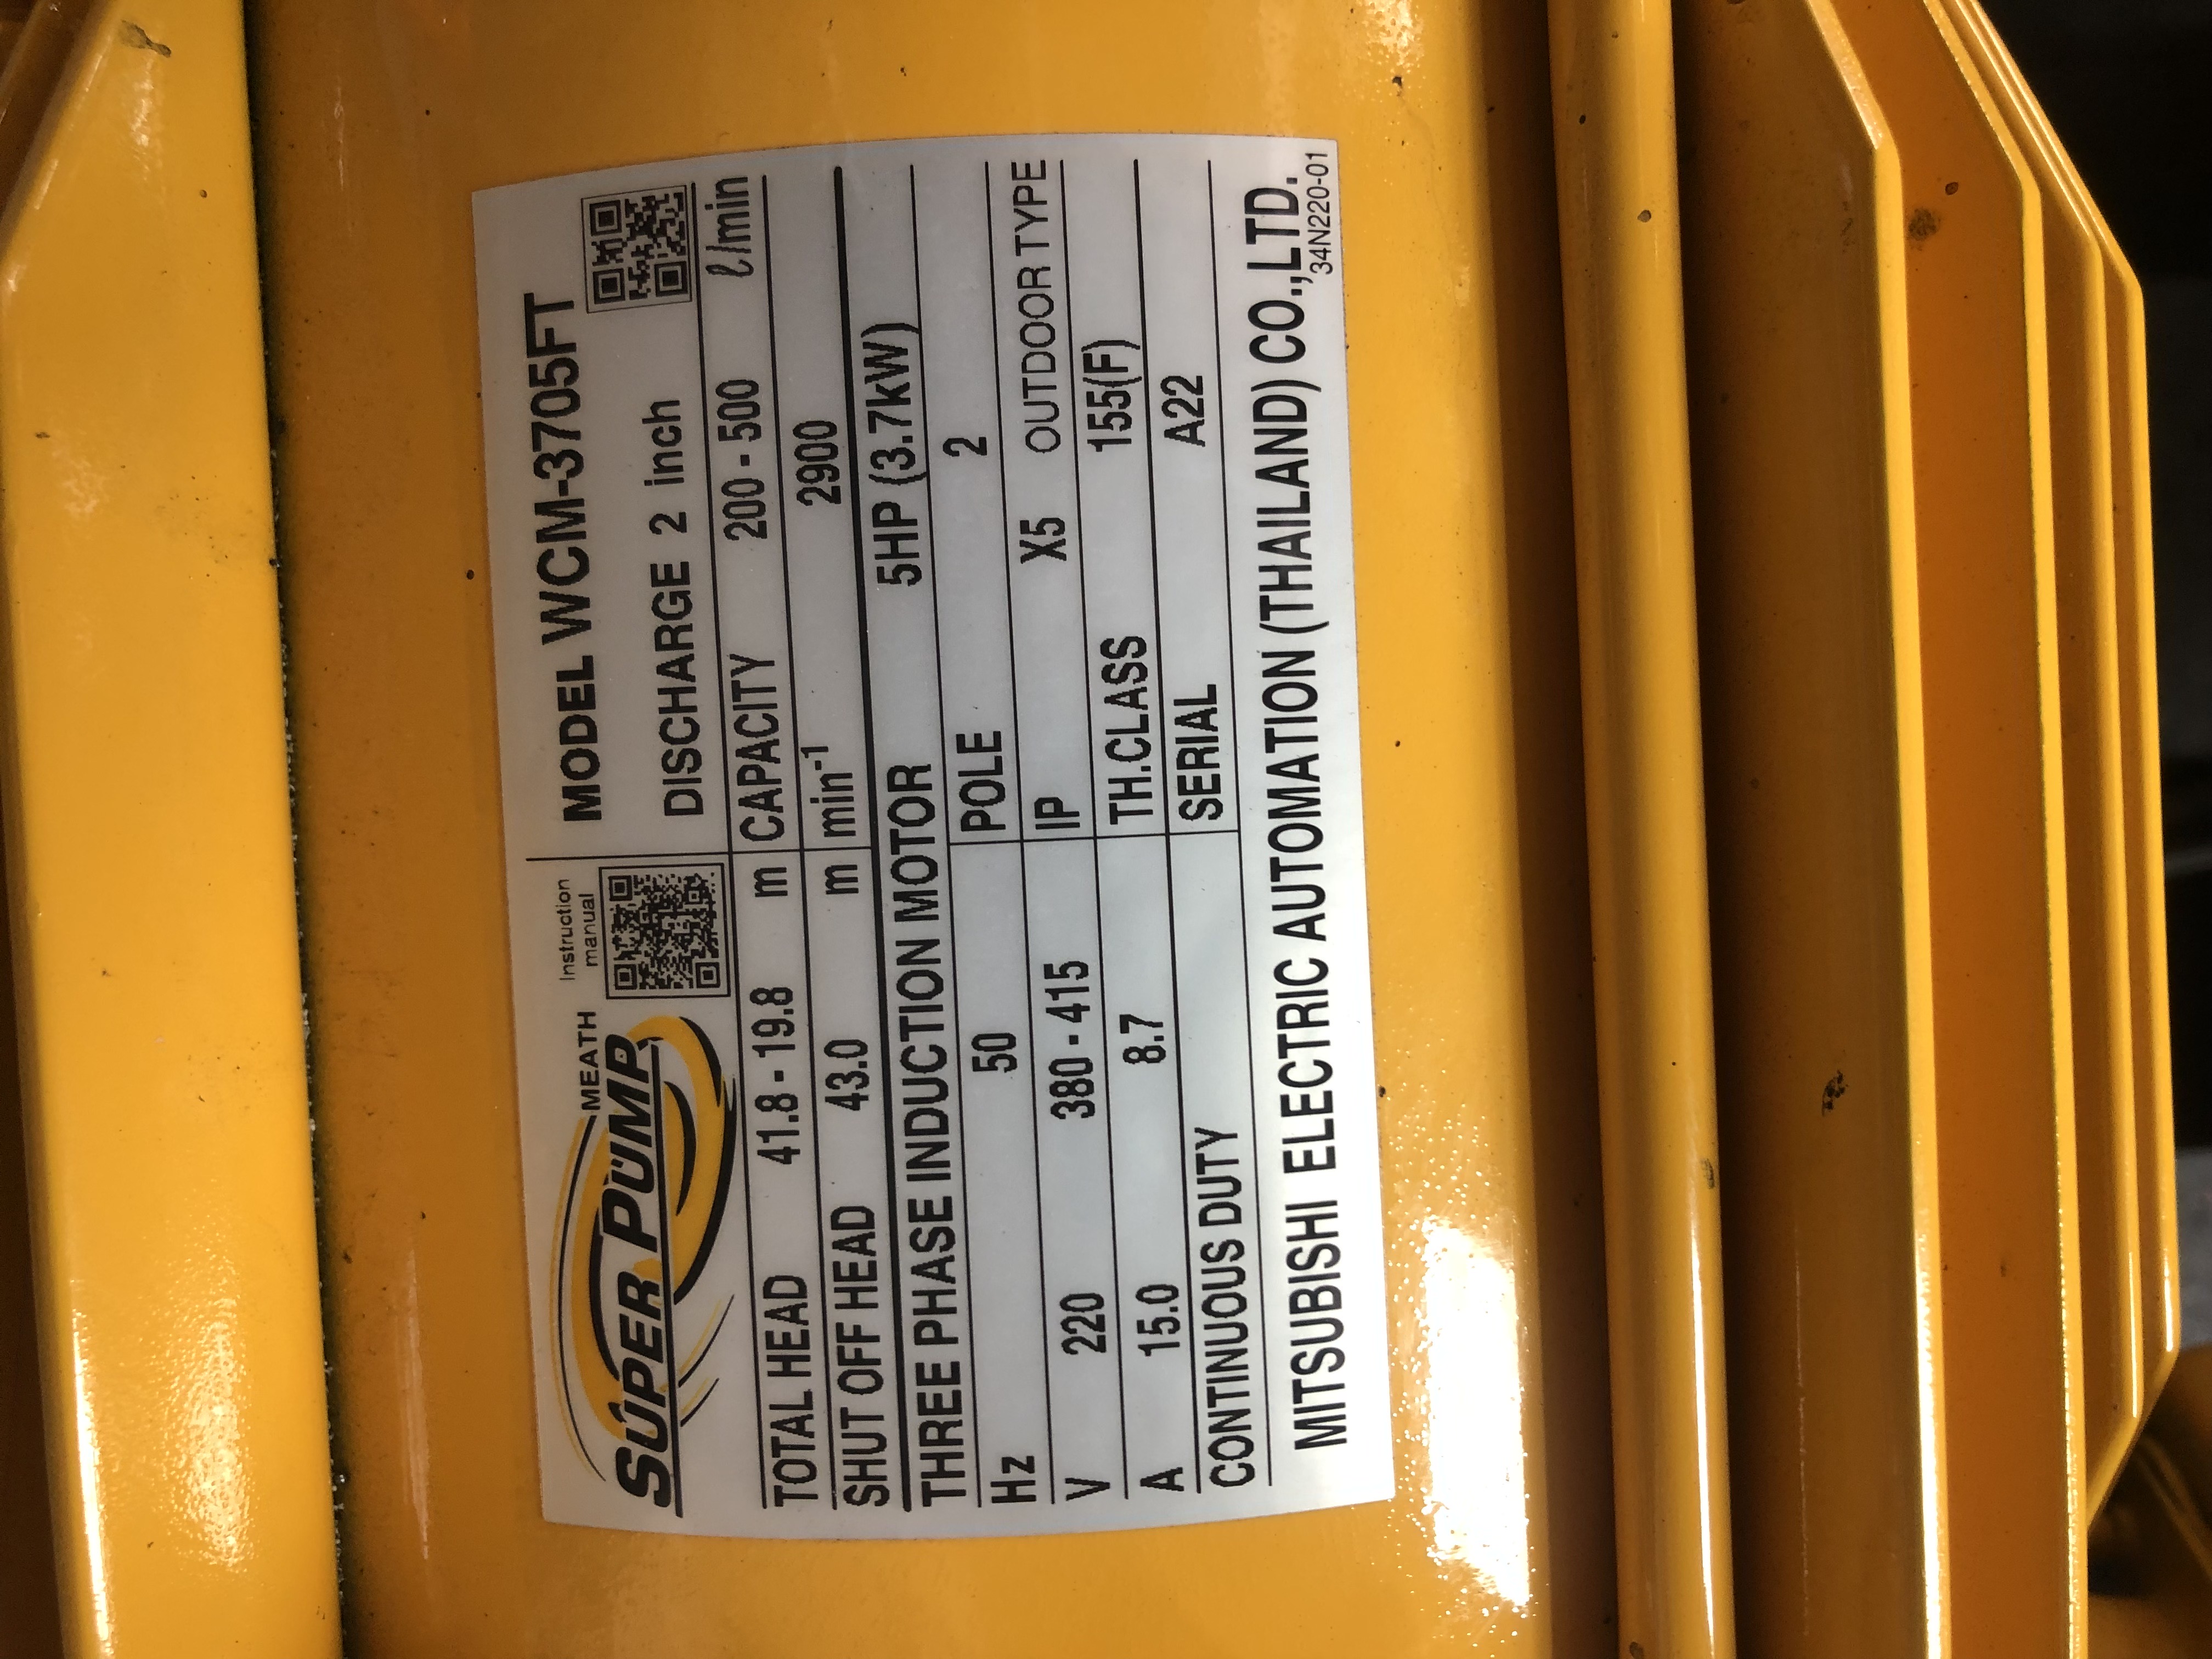 MEATH
SUPER PUMP
Instruction
manual
MODEL WCM-3705FT
DISCHARGE 2 inch
TOTAL HEAD 41.8 - 19.8 m CAPACITY 200 - 500 ℓ/min
SHUT OFF HEAD 43.0 m min⁻¹ 2900
THREE PHASE INDUCTION MOTOR 5HP (3.7kW)
Hz 50 POLE 2
V 220 380 - 415 IP X5 OUTDOOR TYPE
A 15.0 8.7 TH.CLASS 155(F)
CONTINUOUS DUTY SERIAL A22
MITSUBISHI ELECTRIC AUTOMATION (THAILAND) CO.,LTD.
34N220-01